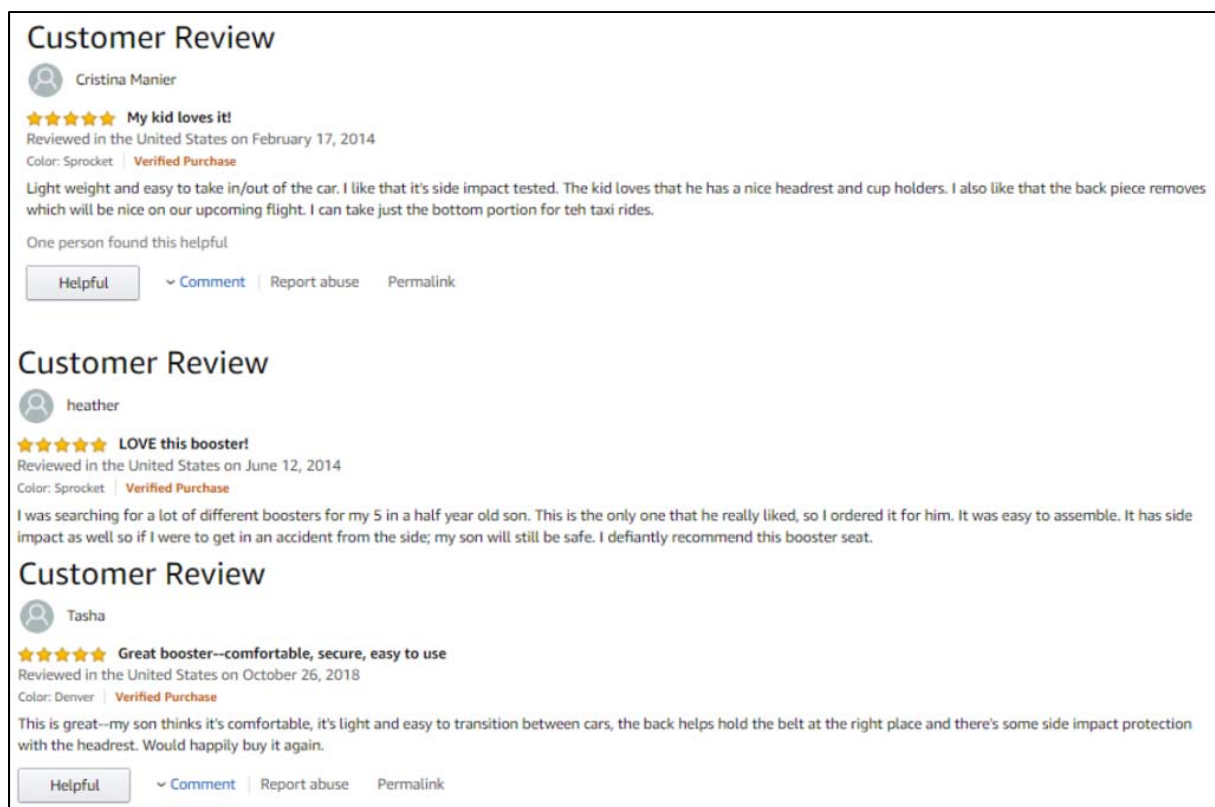 Customer Review
Cristina Manier
My kid loves it!
Reviewed in the United States on February 17, 2014
Color: Sprocket | Verified Purchase
Light weight and easy to take in/out of the car. I like that it's side impact tested. The kid loves that he has a nice headrest and cup holders. I also like that the back piece removes
which will be nice on our upcoming flight. I can take just the bottom portion for teh taxi rides.
One person found this helpful
Helpful Comment | Report abuse Permalink
Customer Review
heather
LOVE this booster!
Reviewed in the United States on June 12, 2014
Color: Sprocket | Verified Purchase
I was searching for a lot of different boosters for my 5 in a half year old son. This is the only one that he really liked, so I ordered it for him. It was easy to assemble. It has side
impact as well so if I were to get in an accident from the side; my son will still be safe. I defiantly recommend this booster seat.
Customer Review
Tasha
Great booster--comfortable, secure, easy to use
Reviewed in the United States on October 26, 2018
Color: Denver | Verified Purchase
This is great--my son thinks it's comfortable, it's light and easy to transition between cars, the back helps hold the belt at the right place and there's some side impact protection
with the headrest. Would happily buy it again.
Helpful Comment | Report abuse Permalink